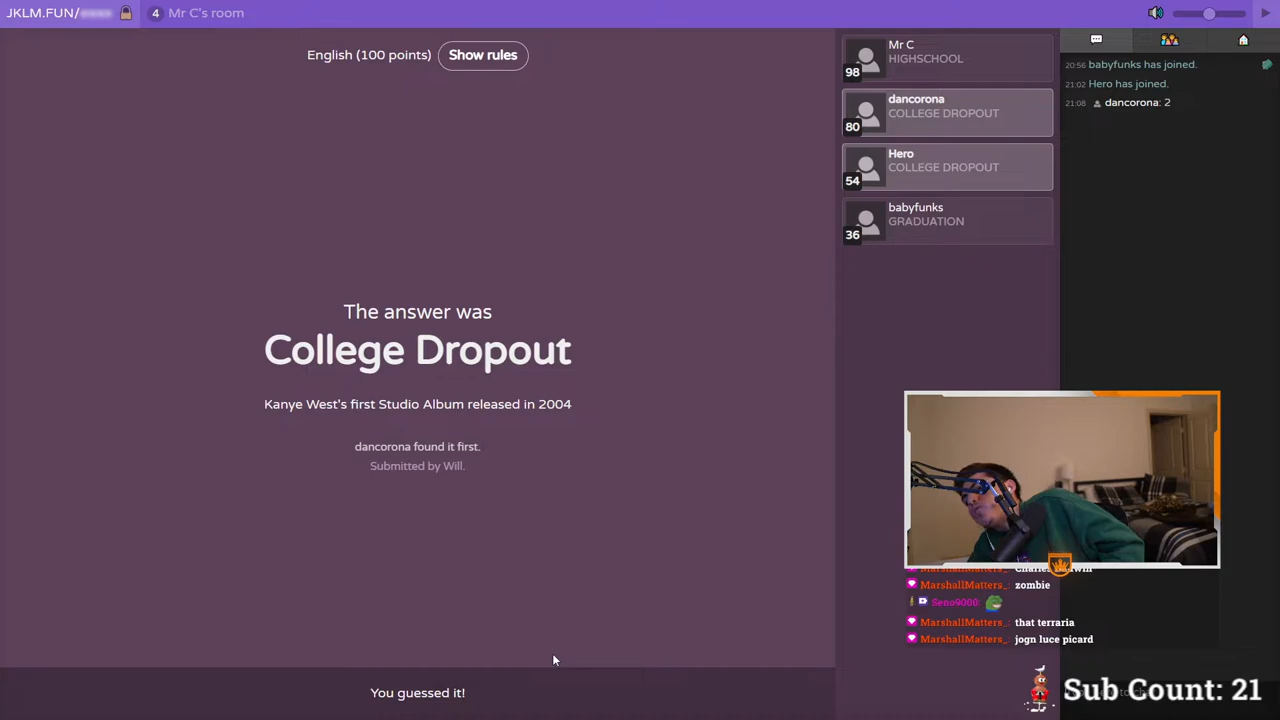 JKLM.FUN/
4 Mr C's room
English (100 points) Show rules
The answer was
College Dropout
Kanye West's first Studio Album released in 2004
dancorona found it first.
Submitted by Will.
You guessed it!
Mr C
HIGHSCHOOL
98
dancorona
COLLEGE DROPOUT
80
Hero
COLLEGE DROPOUT
54
babyfunks
GRADUATION
36
20:56 babyfunks has joined.
21:02 Hero has joined.
21:08 dancorona: 2
MarshallMatters_:
MarshallMatters_: zombie
Seno9000:
MarshallMatters_: that terraria
MarshallMatters_: jogn luce picard
Sub Count: 21